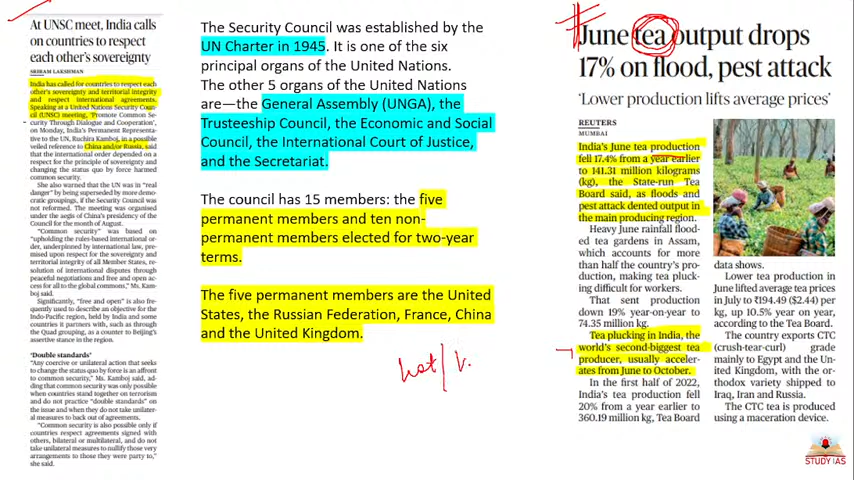 At UNSC meet, India calls
on countries to respect
each other's sovereignty
SRIRAM LAKSHMAN
India has called for countries to respect each
other's sovereignty and territorial integrity
and respect international agreements.
Speaking at a United Nations Security Coun-
cil (UNSC) meeting, 'Promote Common Se-
curity Through Dialogue and Cooperation',
on Monday, India's Permanent Representa-
tive to the UN, Ruchira Kamboj, in a possible
veiled reference to China and/or Russia, said
that the international order depended on
respect for the principle of sovereignty and
changing the status quo by force harmed
common security.
She also warned that the UN was in "real
danger" by being superseded by more demo-
cratic groupings, if the Security Council was
not reformed. The meeting was organised
under the aegis of China's presidency of the
Council for the month of August.
"Common security" was based on
"upholding the rules-based international or-
der, underpinned by international law, pre-
mised upon respect for the sovereignty and
territorial integrity of all Member States, re-
solution of international disputes through
peaceful negotiations and free and open ac-
cess for all to the global commons," Ms. Kam-
boj said.
Significantly, "free and open" is also fre-
quently used to describe an objective for the
Indo-Pacific region, held by India and some
countries it partners with, such as through
the Quad grouping, as a counter to Beijing's
assertive stance in the region.
'Double standards'
"Any coercive or unilateral action that seeks
to change the status quo by force is an affront
to common security," Ms. Kamboj said, ad-
ding that common security was only possible
when countries stand together on terrorism
and do not practice "double standards" on
the issue and when they do not take unilater-
al measures to back out of agreements.
"Common security is also possible only if
countries respect agreements signed with
others, bilateral or multilateral, and do not
take unilateral measures to nullify those very
arrangements to those they were party to,"
she said.
The Security Council was established by the
UN Charter in 1945. It is one of the six
principal organs of the United Nations.
The other 5 organs of the United Nations
are—the General Assembly (UNGA), the
Trusteeship Council, the Economic and Social
Council, the International Court of Justice,
and the Secretariat.
The council has 15 members: the five
permanent members and ten non-
permanent members elected for two-year
terms.
The five permanent members are the United
States, the Russian Federation, France, China
and the United Kingdom.
June tea output drops
17% on flood, pest attack
'Lower production lifts average prices'
REUTERS
MUMBAI
India's June tea production
fell 17.4% from a year earlier
to 141.31 million kilograms
(kg), the State-run Tea
Board said, as floods and
pest attack dented output in
the main producing region.
Heavy June rainfall flood-
ed tea gardens in Assam,
which accounts for more
than half the country's pro-
duction, making tea pluck-
ing difficult for workers.
That sent production
down 19% year-on-year to
74.35 million kg.
Tea plucking in India, the
world's second-biggest tea
producer, usually acceler-
ates from June to October.
In the first half of 2022,
India's tea production fell
20% from a year earlier to
360.19 million kg, Tea Board
data shows.
Lower tea production in
June lifted average tea prices
in July to ₹194.49 ($2.44) per
kg, up 10.5% year on year,
according to the Tea Board.
The country exports CTC
(crush-tear-curl) grade
mainly to Egypt and the Un-
ited Kingdom, with the or-
thodox variety shipped to
Iraq, Iran and Russia.
The CTC tea is produced
using a maceration device.
STUDY IAS